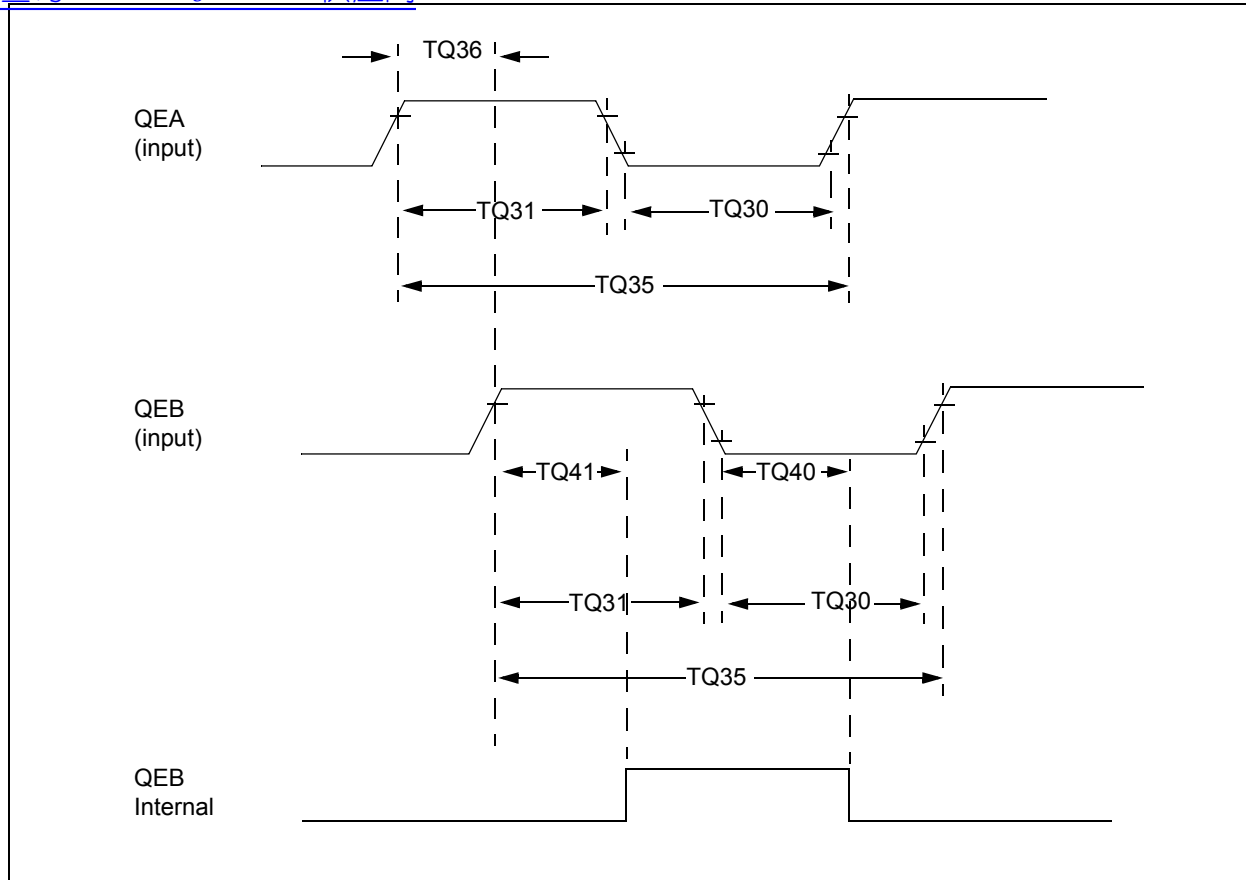 TQ36
QEA
(input)
TQ31
TQ30
TQ35
QEB
(input)
TQ41
TQ40
TQ31
TQ30
TQ35
QEB
Internal